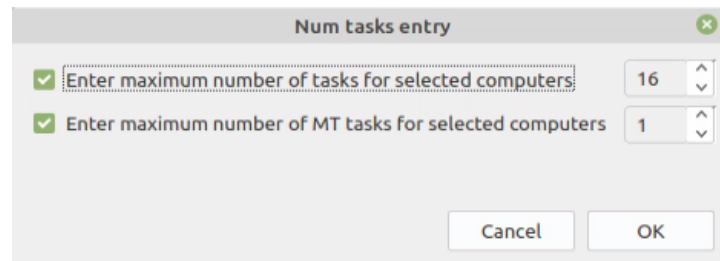 Num tasks entry
Enter maximum number of tasks for selected computers 16
Enter maximum number of MT tasks for selected computers 1
Cancel OK